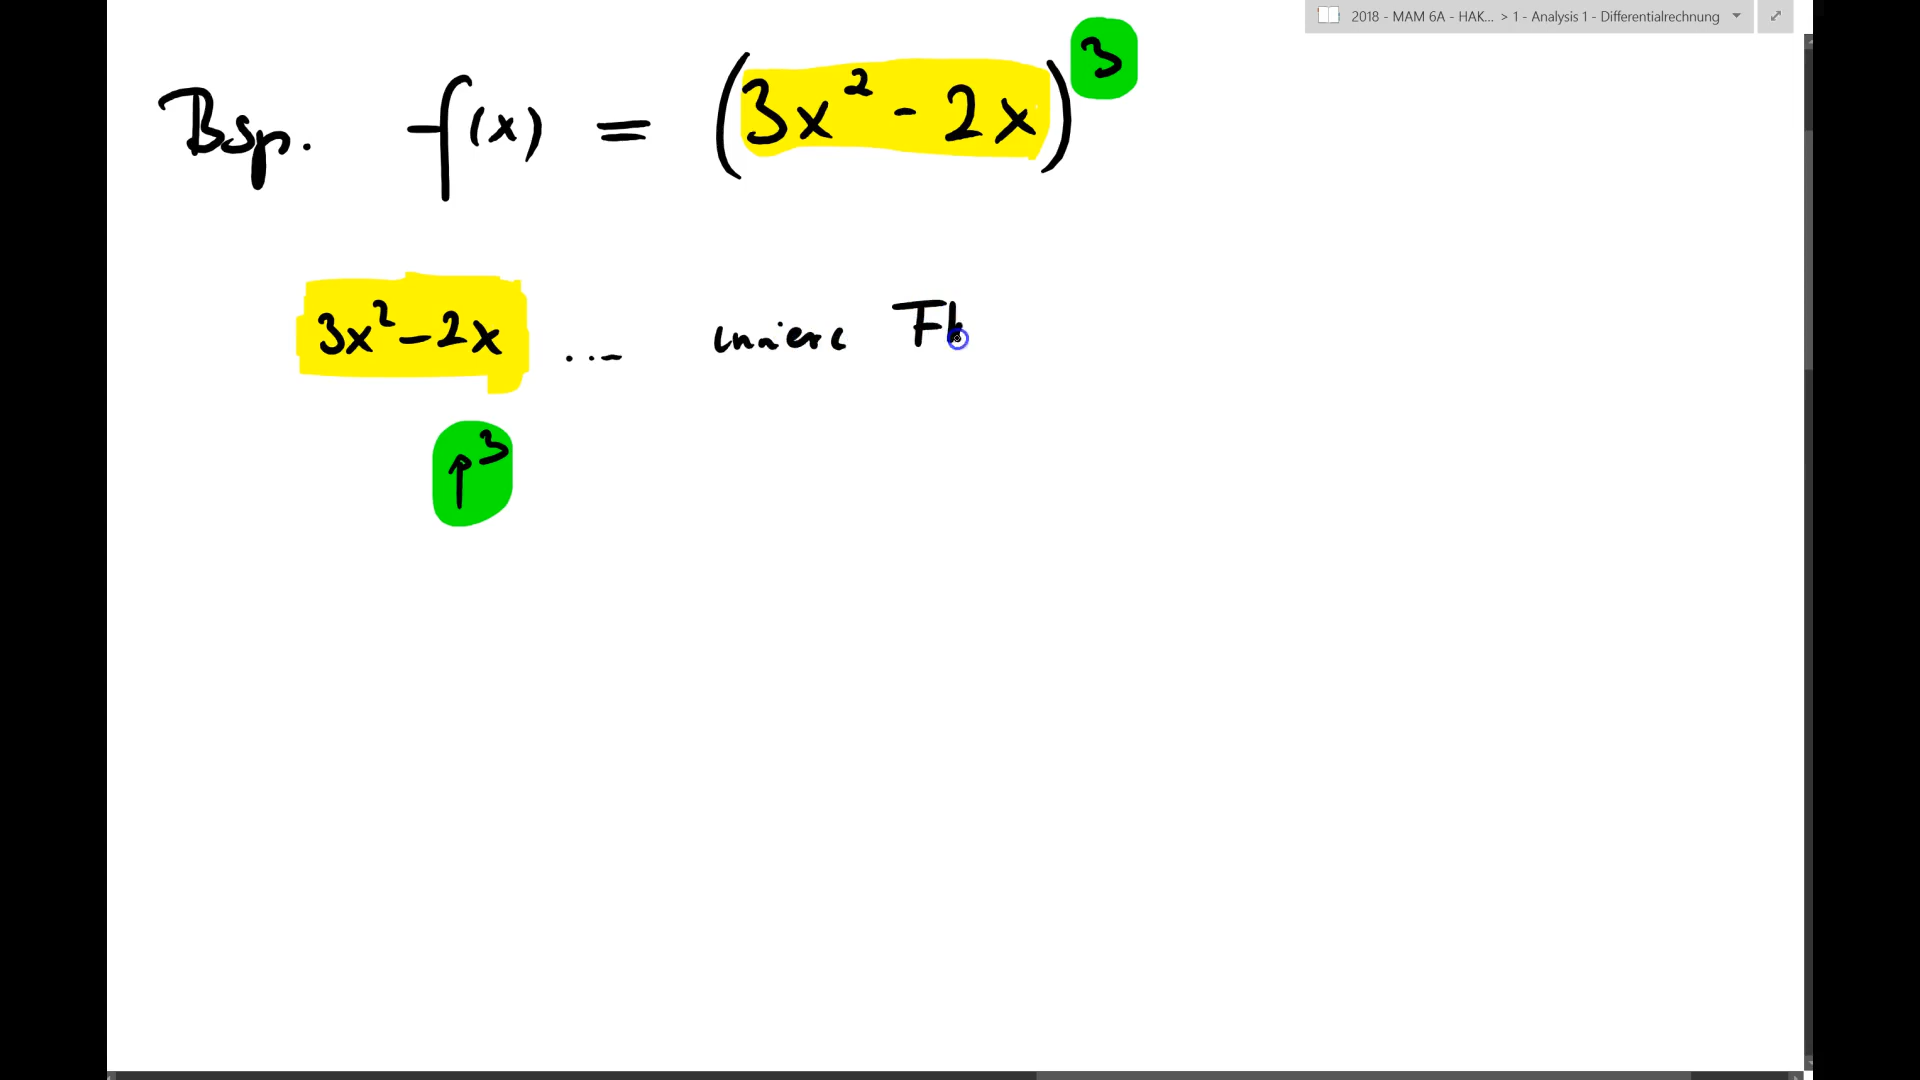 2018 - MAM 6A - HAK... > 1 - Analysis 1 - Differentialrechnung
Bsp. f(x) = (3x² - 2x)³
3x² - 2x ... innere Fk
↑³